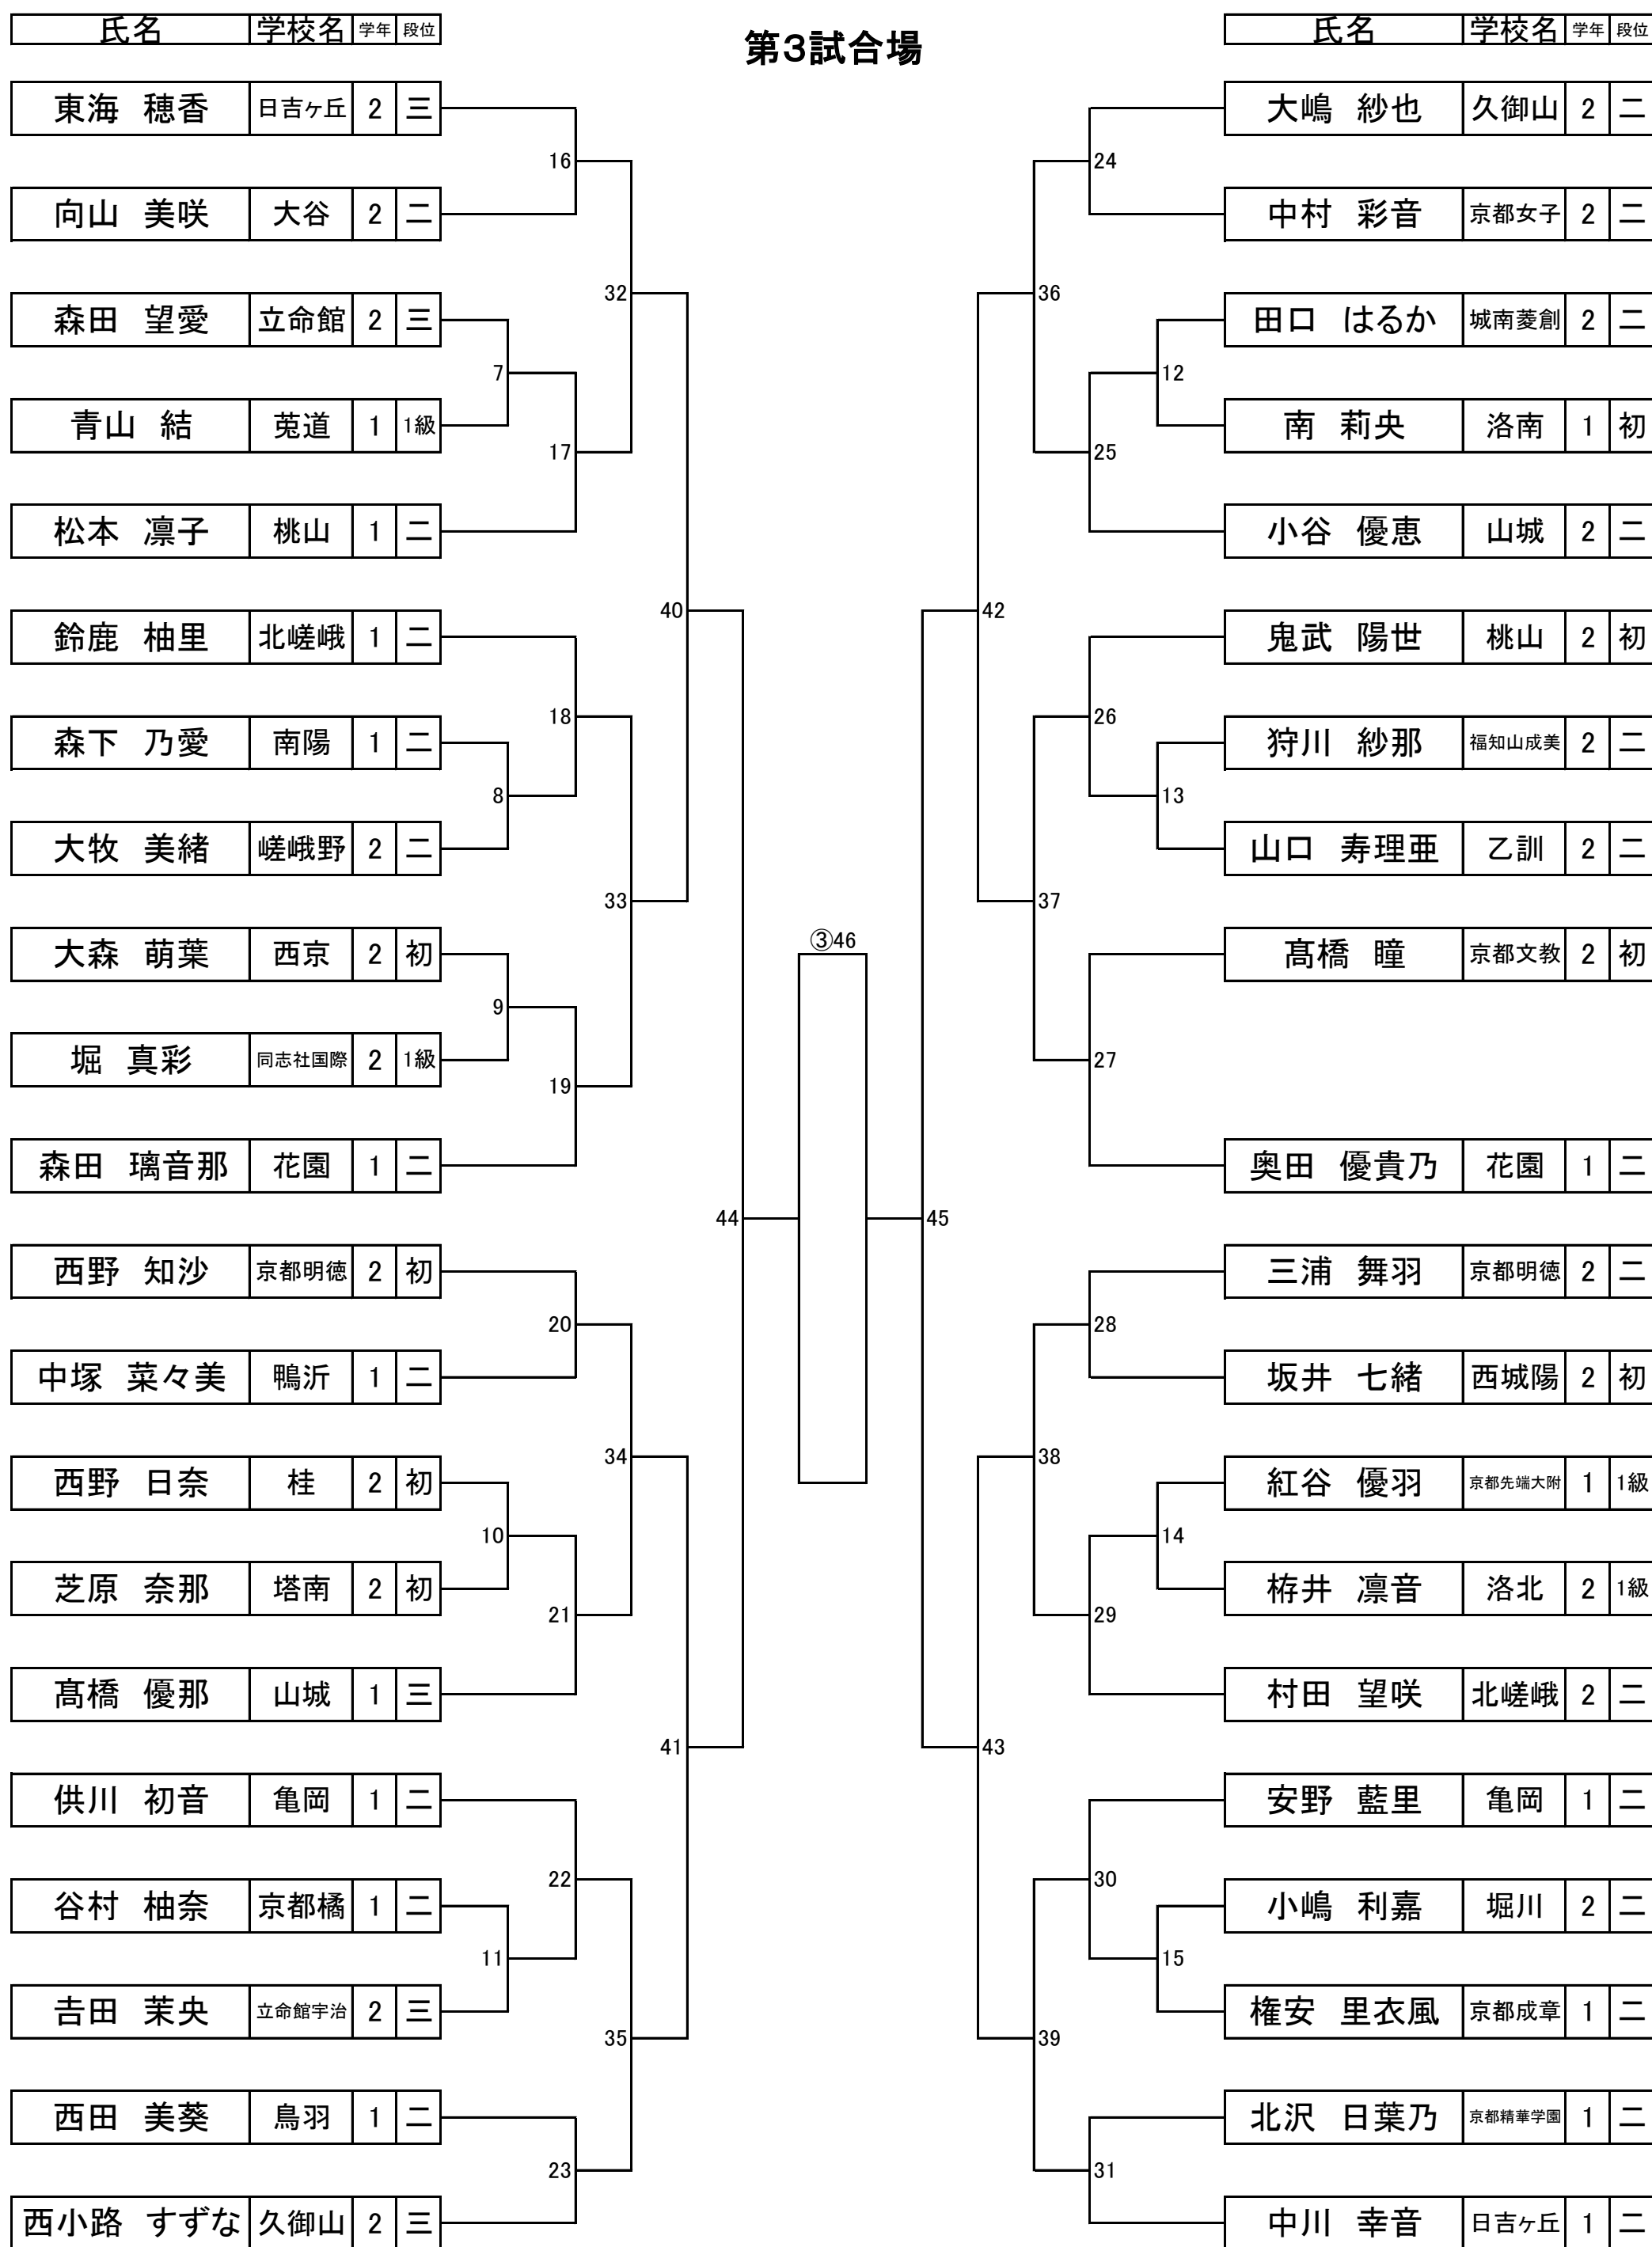 第3試合場
氏名 学校名 学年 段位
東海 穂香 日吉ヶ丘 2 三
16
向山 美咲 大谷 2 二
32
森田 望愛 立命館 2 三
7
青山 結 莵道 1 1級
17
松本 凛子 桃山 1 二
40
鈴鹿 柚里 北嵯峨 1 二
18
森下 乃愛 南陽 1 二
8
大牧 美緒 嵯峨野 2 二
33
大森 萌葉 西京 2 初
9
堀 真彩 同志社国際 2 1級
19
森田 璃音那 花園 1 二
44
西野 知沙 京都明徳 2 初
20
中塚 菜々美 鴨沂 1 二
34
西野 日奈 桂 2 初
10
芝原 奈那 塔南 2 初
21
髙橋 優那 山城 1 三
41
供川 初音 亀岡 1 二
22
谷村 柚奈 京都橘 1 二
11
𠮷田 茉央 立命館宇治 2 三
35
西田 美葵 鳥羽 1 二
23
西小路 すずな 久御山 2 三
③46
氏名 学校名 学年 段位
大嶋 紗也 久御山 2 二
24
中村 彩音 京都女子 2 二
36
田口 はるか 城南菱創 2 二
12
南 莉央 洛南 1 初
25
小谷 優恵 山城 2 二
42
鬼武 陽世 桃山 2 初
26
狩川 紗那 福知山成美 2 二
13
山口 寿理亜 乙訓 2 二
37
髙橋 瞳 京都文教 2 初
27
奥田 優貴乃 花園 1 二
45
三浦 舞羽 京都明徳 2 二
28
坂井 七緒 西城陽 2 初
38
紅谷 優羽 京都先端大附 1 1級
14
栫井 凛音 洛北 2 1級
29
村田 望咲 北嵯峨 2 二
43
安野 藍里 亀岡 1 二
30
小嶋 利嘉 堀川 2 二
15
権安 里衣風 京都成章 1 二
39
北沢 日葉乃 京都精華学園 1 二
31
中川 幸音 日吉ヶ丘 1 二